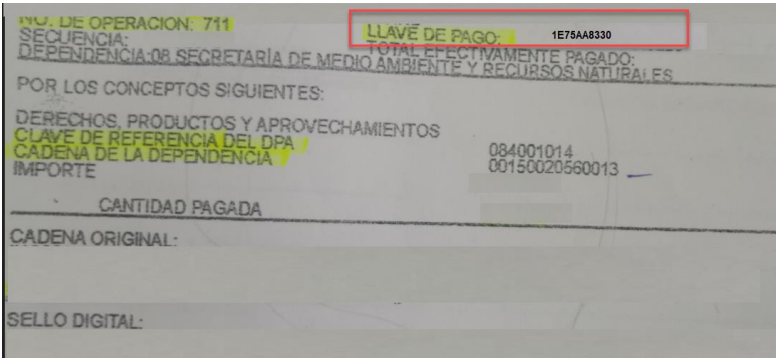 NO. DE OPERACION: 711
LLAVE DE PAGO: 1E75AA8330
SECUENCIA:
TOTAL EFECTIVAMENTE PAGADO:
DEPENDENCIA:08 SECRETARÍA DE MEDIO AMBIENTE Y RECURSOS NATURALES
POR LOS CONCEPTOS SIGUIENTES:
DERECHOS, PRODUCTOS Y APROVECHAMIENTOS
CLAVE DE REFERENCIA DEL DPA 084001014
CADENA DE LA DEPENDENCIA 00150020560013
IMPORTE
CANTIDAD PAGADA
CADENA ORIGINAL:
SELLO DIGITAL: